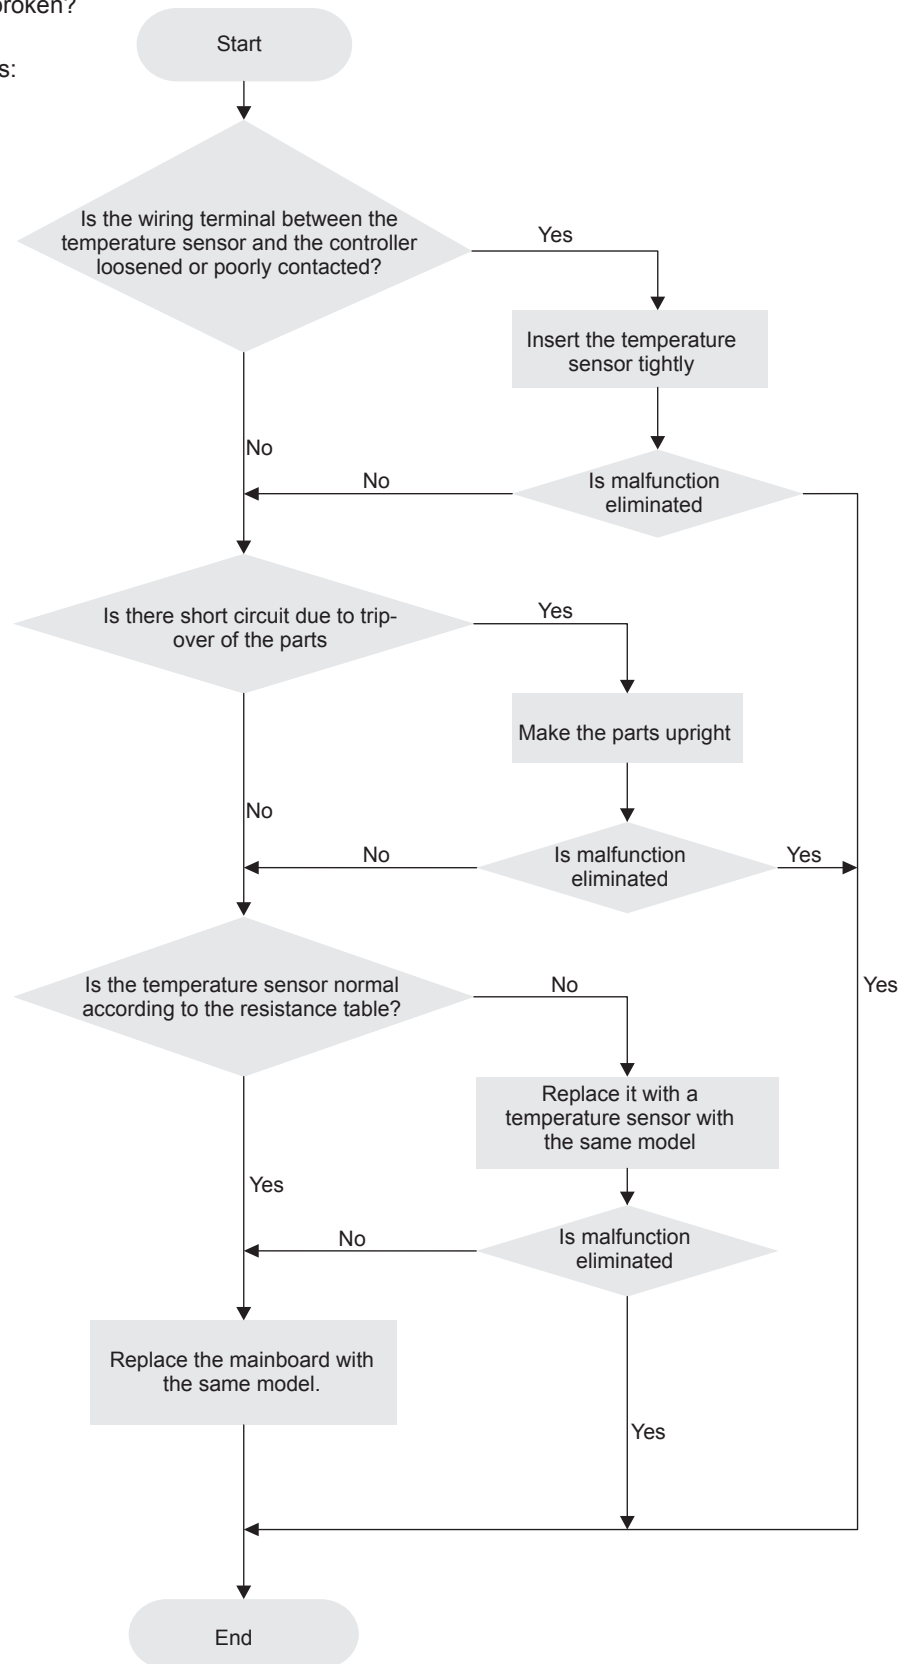 broken?
Start
s:
Is the wiring terminal between the
temperature sensor and the controller
loosened or poorly contacted?
Yes
Insert the temperature
sensor tightly
No
No
Is malfunction
eliminated
Is there short circuit due to trip-
over of the parts
Yes
Make the parts upright
No
No
Is malfunction
eliminated
Yes
Is the temperature sensor normal
according to the resistance table?
No
Yes
Replace it with a
temperature sensor with
the same model
Yes
No
Is malfunction
eliminated
Replace the mainboard with
the same model.
Yes
End